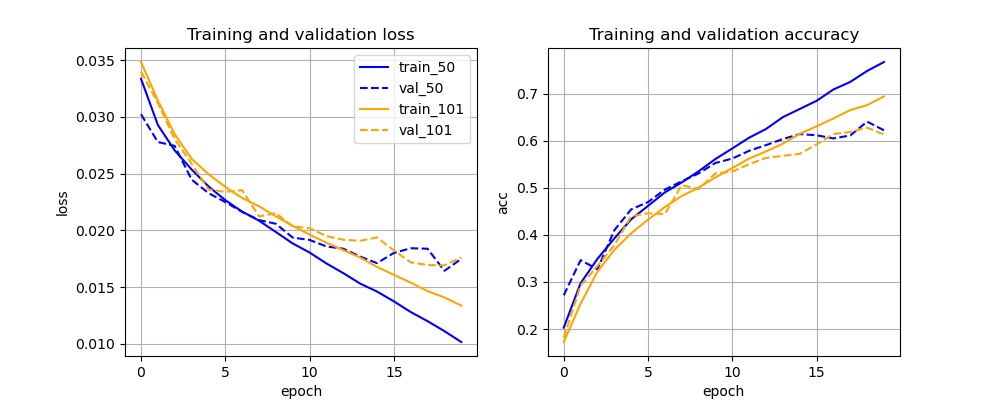 Training and validation loss
0.035
0.030
0.025
0.020
0.015
0.010
loss
0 5 10 15
epoch
train_50
val_50
train_101
val_101
Training and validation accuracy
0.7
0.6
0.5
0.4
0.3
0.2
acc
0 5 10 15
epoch